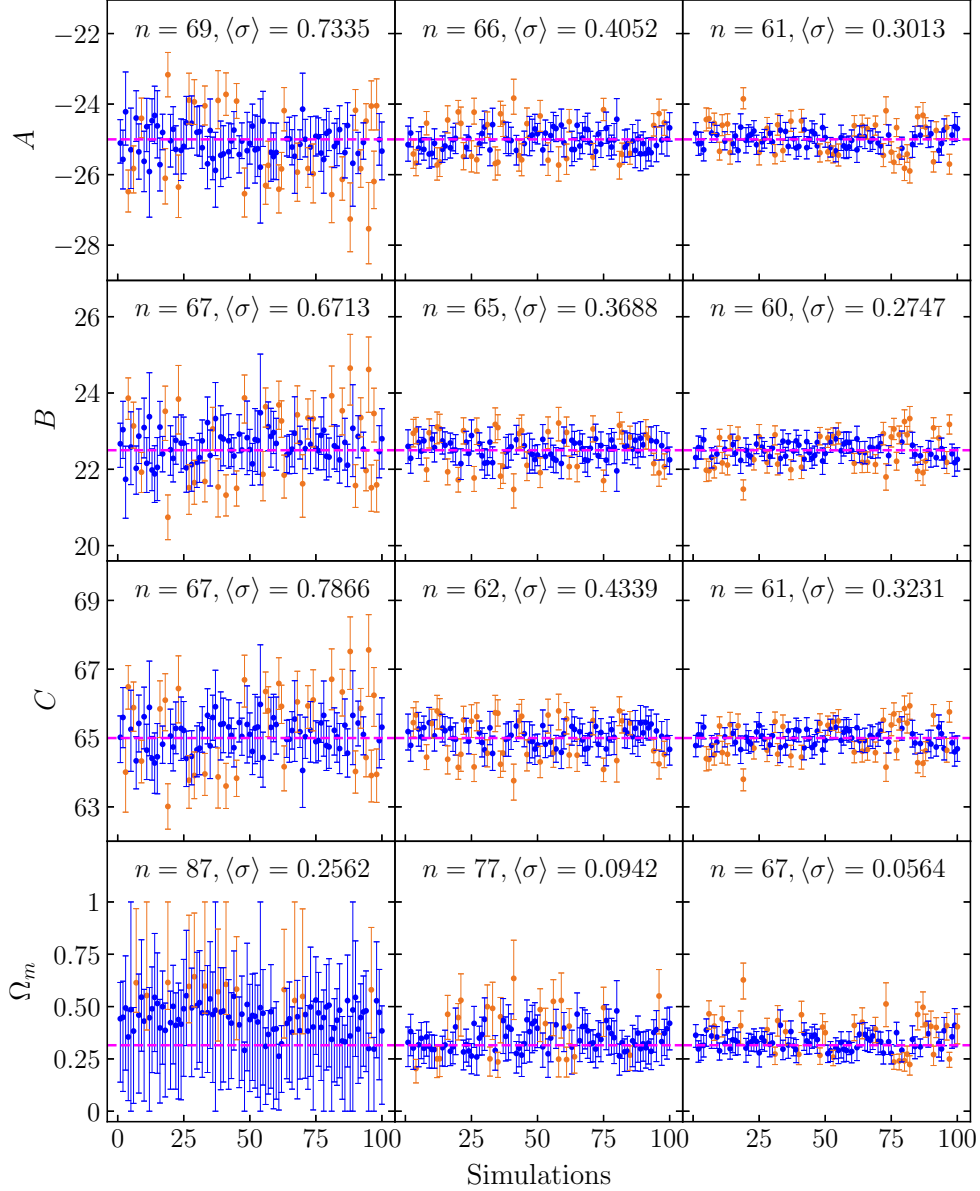 n = 69, ⟨σ⟩ = 0.7335
n = 66, ⟨σ⟩ = 0.4052
n = 61, ⟨σ⟩ = 0.3013
−22
−24
−26
−28
A
n = 67, ⟨σ⟩ = 0.6713
n = 65, ⟨σ⟩ = 0.3688
n = 60, ⟨σ⟩ = 0.2747
26
24
22
20
B
n = 67, ⟨σ⟩ = 0.7866
n = 62, ⟨σ⟩ = 0.4339
n = 61, ⟨σ⟩ = 0.3231
69
67
65
63
C
n = 87, ⟨σ⟩ = 0.2562
n = 77, ⟨σ⟩ = 0.0942
n = 67, ⟨σ⟩ = 0.0564
1
0.75
0.50
0.25
0
Ωm
0 25 50 75 100
0 25 50 75 100
0 25 50 75 100
Simulations